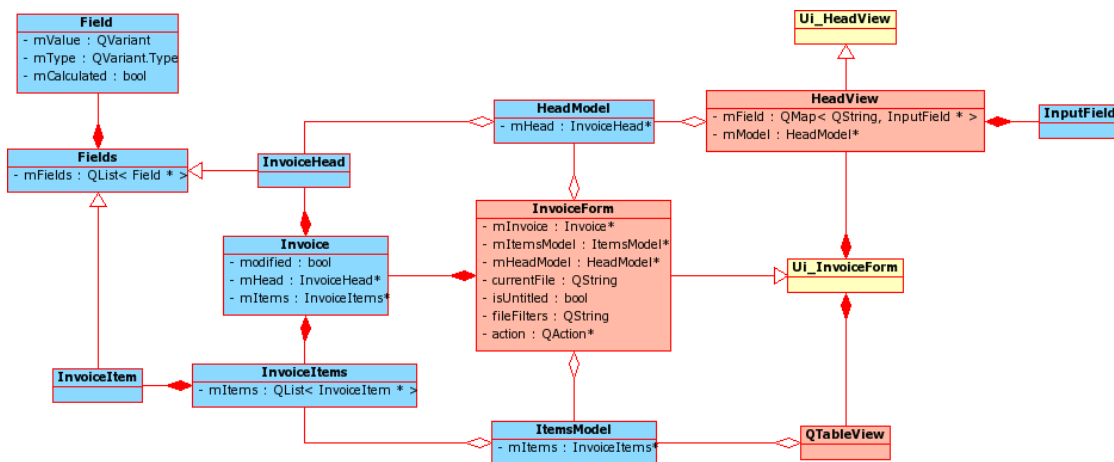 Field
- mValue : QVariant
- mType : QVariant.Type
- mCalculated : bool
Ui_HeadView
HeadModel
- mHead : InvoiceHead*
HeadView
- mField : QMap< QString, InputField * >
- mModel : HeadModel*
InputField
Fields
- mFields : QList< Field * >
InvoiceHead
InvoiceForm
- mInvoice : Invoice*
- mItemsModel : ItemsModel*
- mHeadModel : HeadModel*
- currentFile : QString
- isUntitled : bool
- fileFilters : QString
- action : QAction*
Invoice
- modified : bool
- mHead : InvoiceHead*
- mItems : InvoiceItems*
Ui_InvoiceForm
InvoiceItem
InvoiceItems
- mItems : QList< InvoiceItem * >
ItemsModel
- mItems : InvoiceItems*
QTableView